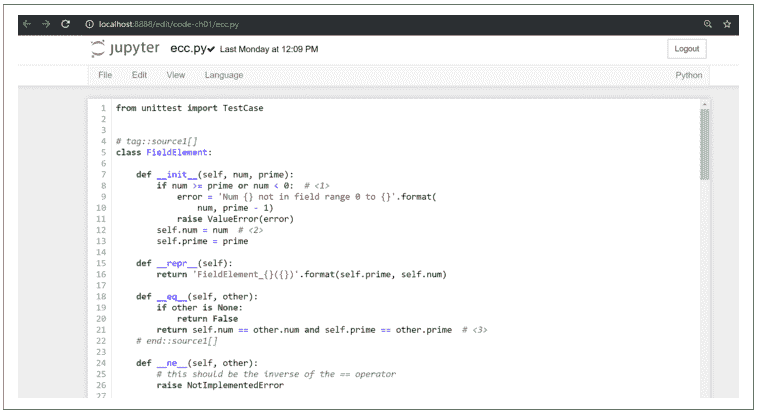 localhost:8888/edit/code-ch01/ecc.py
jupyter ecc.py✔ Last Monday at 12:09 PM
Logout
File Edit View Language
Python
1 from unittest import TestCase
2
3
4 # tag::source1[]
5 class FieldElement:
6
7     def __init__(self, num, prime):
8         if num >= prime or num < 0:  # <1>
9             error = 'Num {} not in field range 0 to {}'.format(
10                 num, prime - 1)
11             raise ValueError(error)
12         self.num = num  # <2>
13         self.prime = prime
14
15     def __repr__(self):
16         return 'FieldElement_{}({})'.format(self.prime, self.num)
17
18     def __eq__(self, other):
19         if other is None:
20             return False
21         return self.num == other.num and self.prime == other.prime  # <3>
22     # end::source1[]
23
24     def __ne__(self, other):
25         # this should be the inverse of the == operator
26         raise NotImplementedError
27